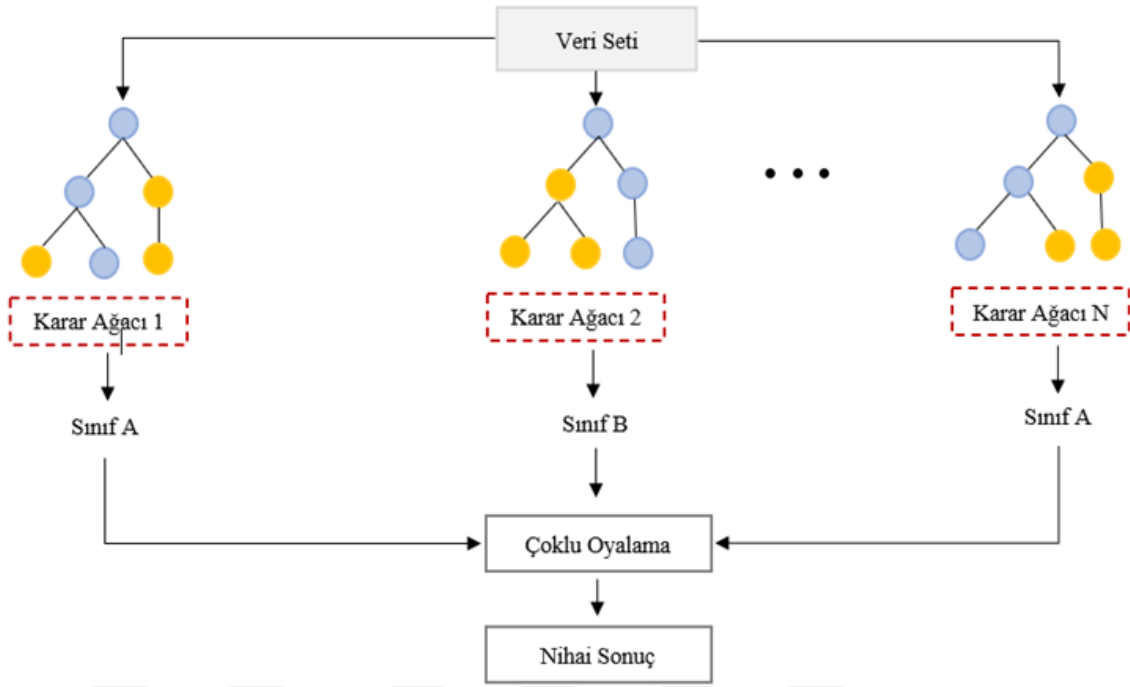 Veri Seti
Karar Ağacı 1
Karar Ağacı 2
Karar Ağacı N
Sınıf A
Sınıf B
Sınıf A
Çoklu Oyalama
Nihai Sonuç